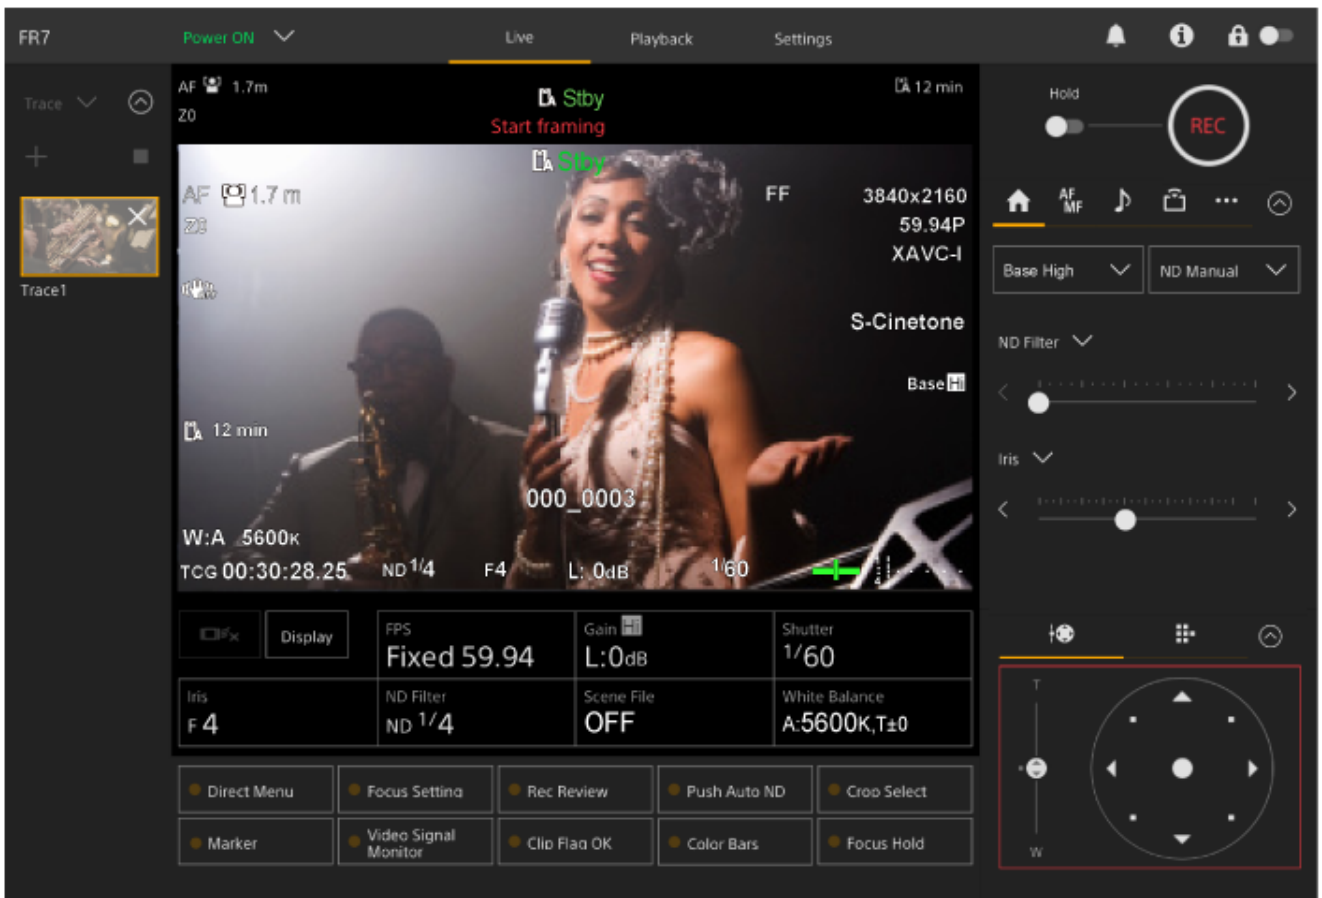 FR7
Power ON
Live
Playback
Settings
Trace
Trace1
AF 1.7m
Z0
Stby
Start framing
12 min
Stby
AF 1.7 m
Z0
FF
3840x2160
59.94P
XAVC-I
S-Cinetone
Base Hi
12 min
000_0003
W:A 5600K
TCG 00:30:28.25
ND 1/4
F4
L: 0dB
1/60
Display
FPS
Fixed 59.94
Gain Hi
L:0dB
Shutter
1/60
Iris
F 4
ND Filter
ND 1/4
Scene File
OFF
White Balance
A:5600K,T±0
Direct Menu
Focus Setting
Rec Review
Push Auto ND
Crop Select
Marker
Video Signal
Monitor
Clip Flag OK
Color Bars
Focus Hold
Hold
REC
AF
MF
Base High
ND Manual
ND Filter
Iris
T
W